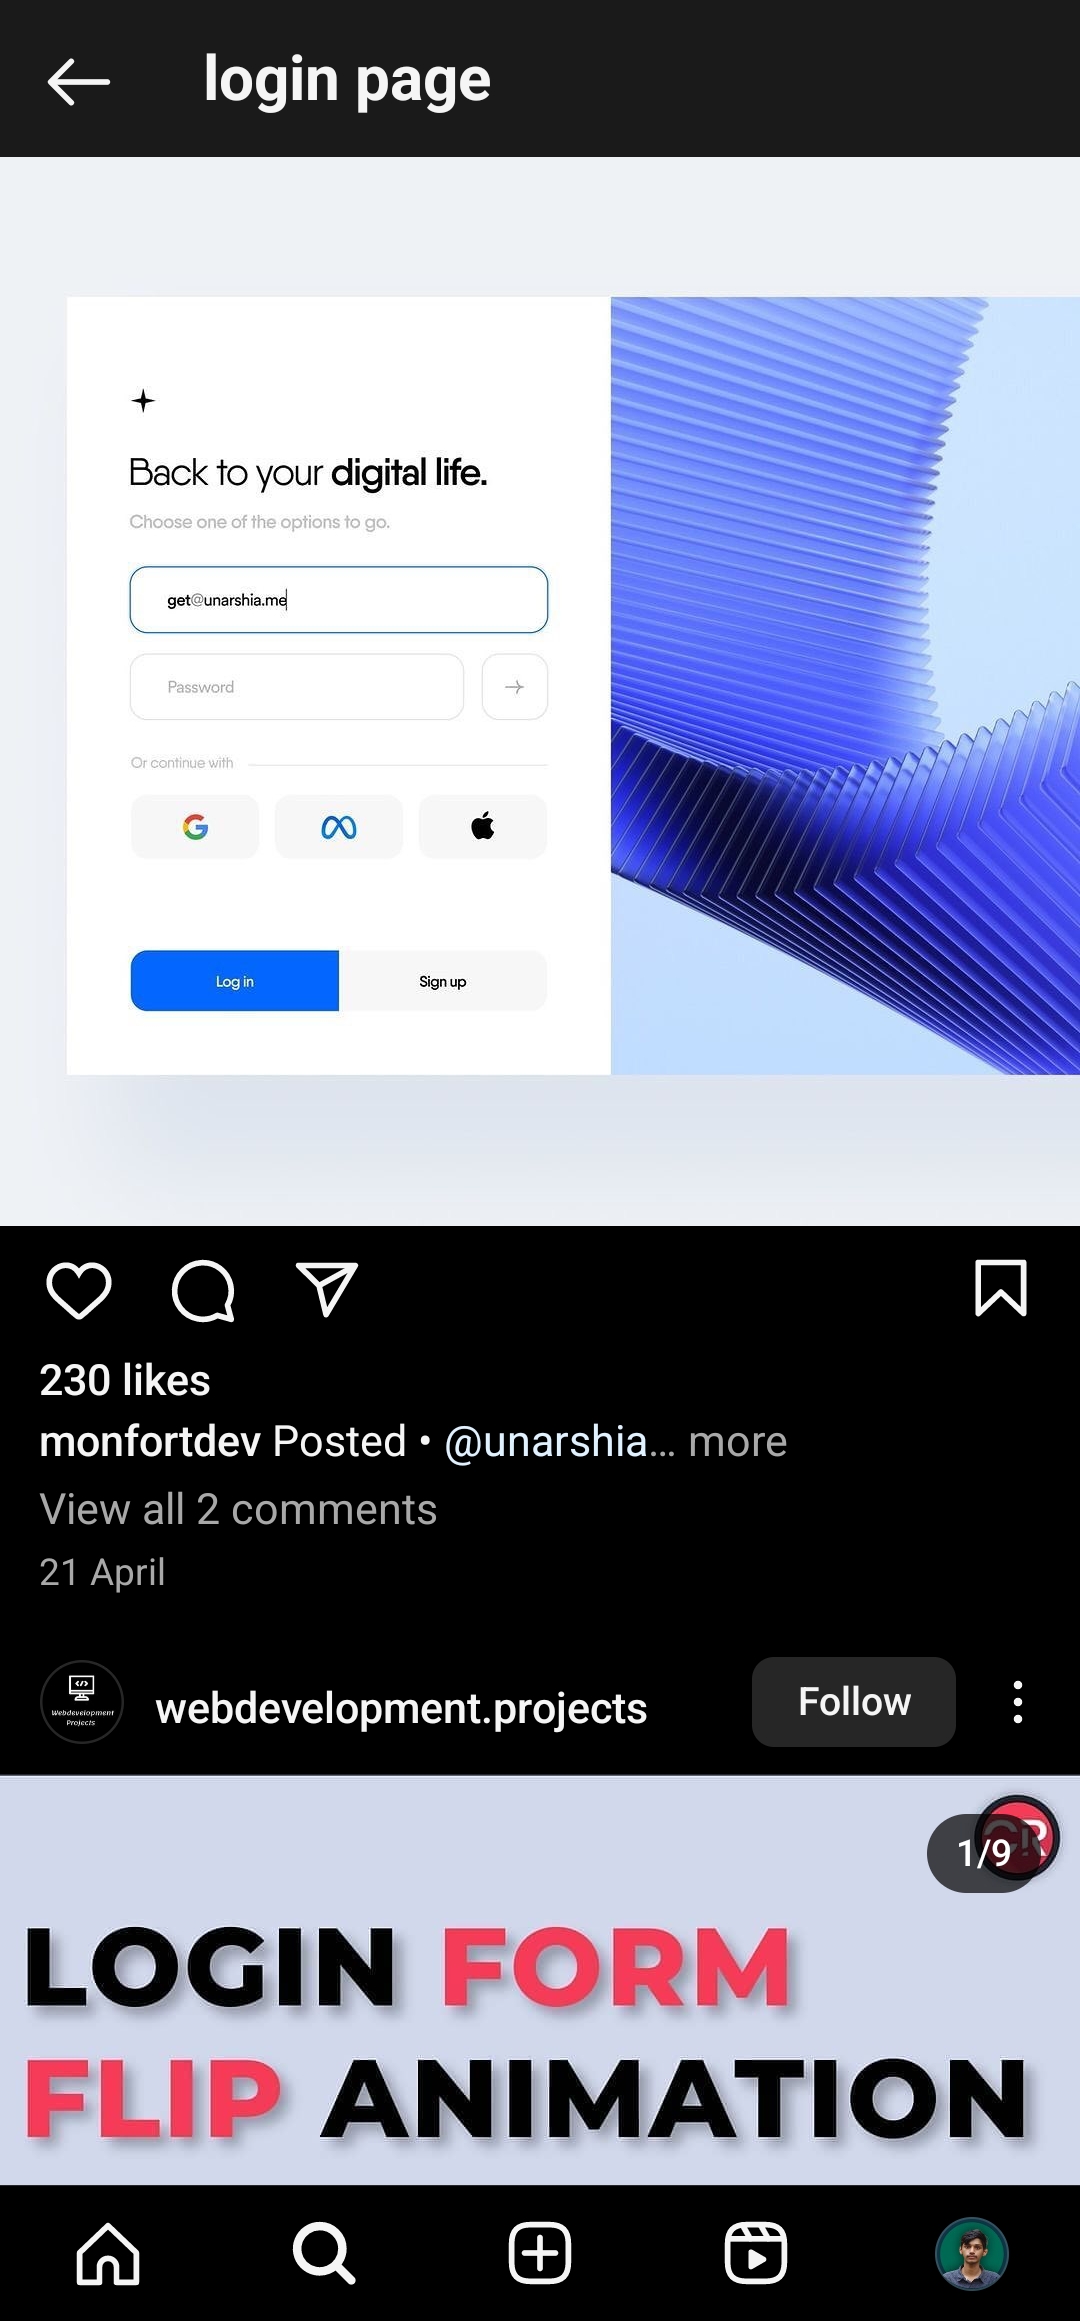 login page
Back to your digital life.
Choose one of the options to go.
get@unarshia.me
Password
Or continue with
Log in
Sign up
230 likes
monfortdev Posted • @unarshia... more
View all 2 comments
21 April
Webdevelopment
Projects
webdevelopment.projects
Follow
1/9
LOGIN FORM
FLIP ANIMATION